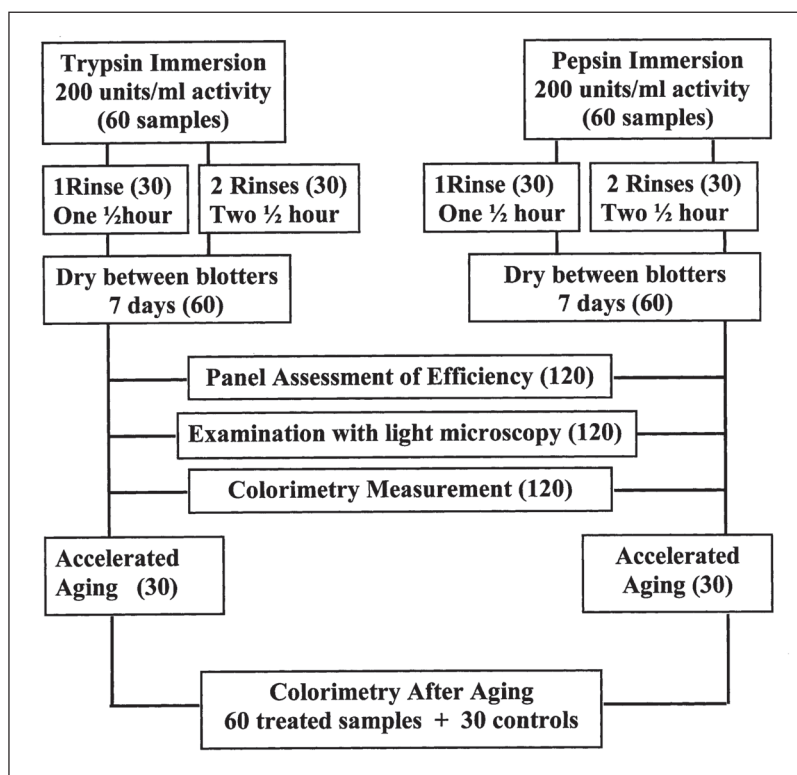 Trypsin Immersion
200 units/ml activity
(60 samples)
Pepsin Immersion
200 units/ml activity
(60 samples)
1Rinse (30)
One ½hour
2 Rinses (30)
Two ½ hour
1Rinse (30)
One ½ hour
2 Rinses (30)
Two ½ hour
Dry between blotters
7 days (60)
Dry between blotters
7 days (60)
Panel Assessment of Efficiency (120)
Examination with light microscopy (120)
Colorimetry Measurement (120)
Accelerated
Aging (30)
Accelerated
Aging (30)
Colorimetry After Aging
60 treated samples + 30 controls